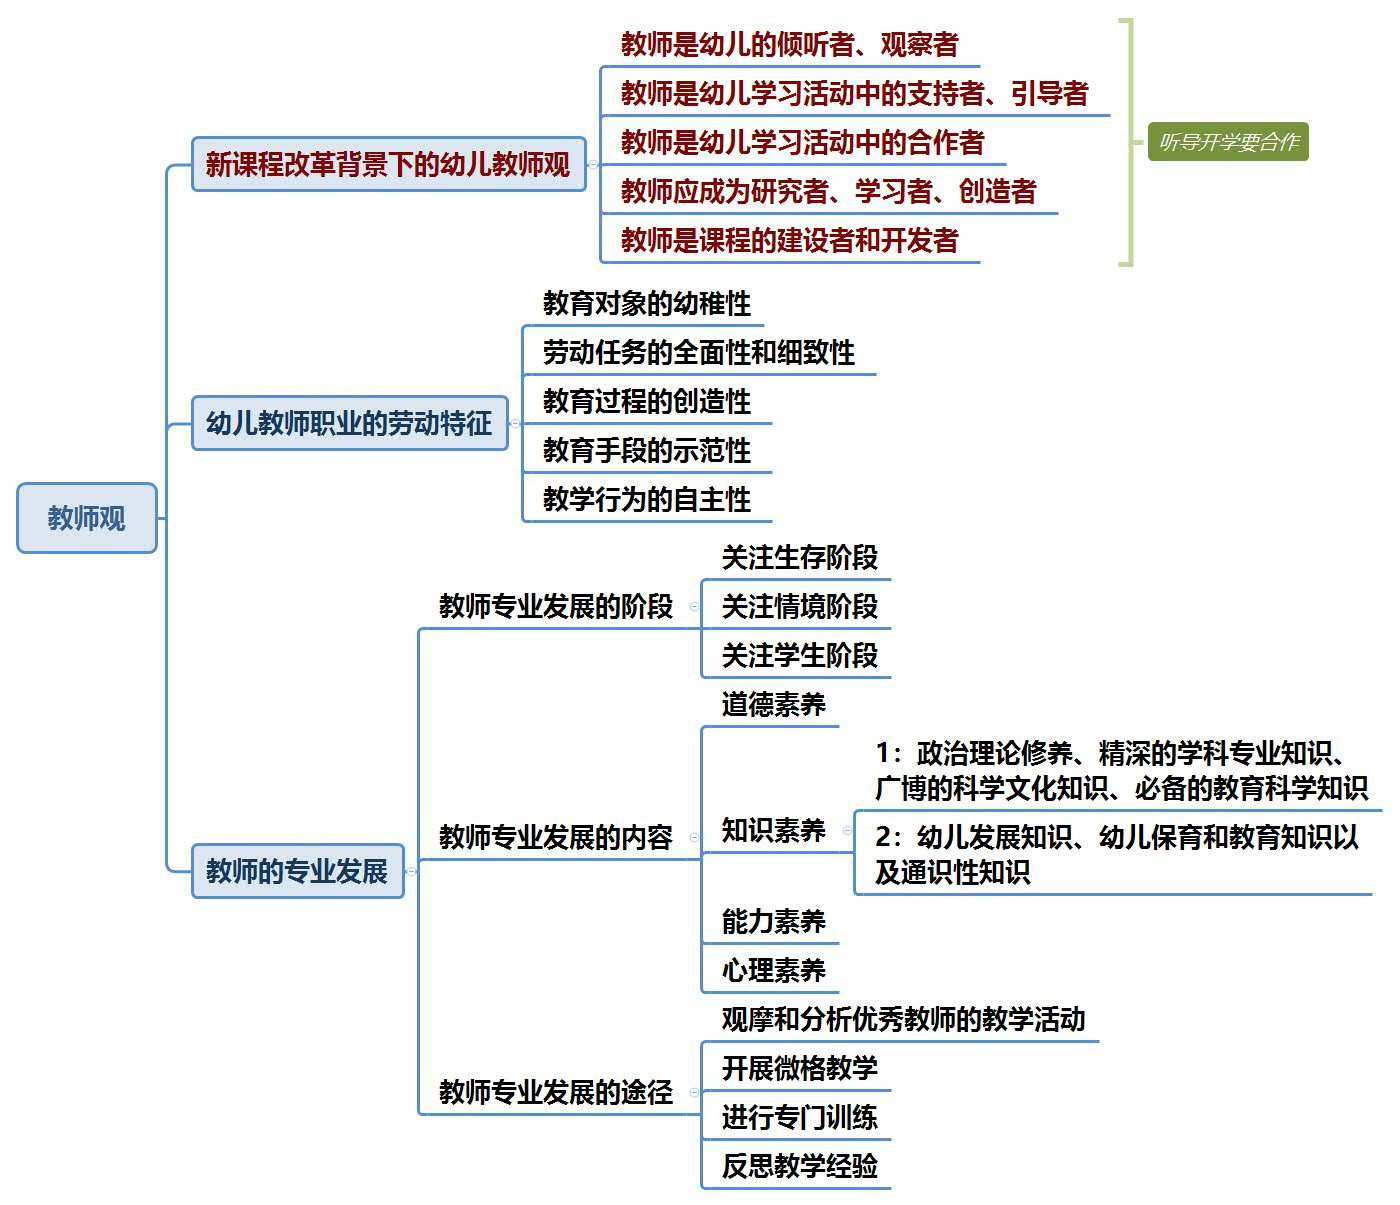 教师观
新课程改革背景下的幼儿教师观
教师是幼儿的倾听者、观察者
教师是幼儿学习活动中的支持者、引导者
教师是幼儿学习活动中的合作者
教师应成为研究者、学习者、创造者
教师是课程的建设者和开发者
听导开学要合作
幼儿教师职业的劳动特征
教育对象的幼稚性
劳动任务的全面性和细致性
教育过程的创造性
教育手段的示范性
教学行为的自主性
教师的专业发展
教师专业发展的阶段
关注生存阶段
关注情境阶段
关注学生阶段
教师专业发展的内容
道德素养
知识素养
1：政治理论修养、精深的学科专业知识、
广博的科学文化知识、必备的教育科学知识
2：幼儿发展知识、幼儿保育和教育知识以
及通识性知识
能力素养
心理素养
教师专业发展的途径
观摩和分析优秀教师的教学活动
开展微格教学
进行专门训练
反思教学经验